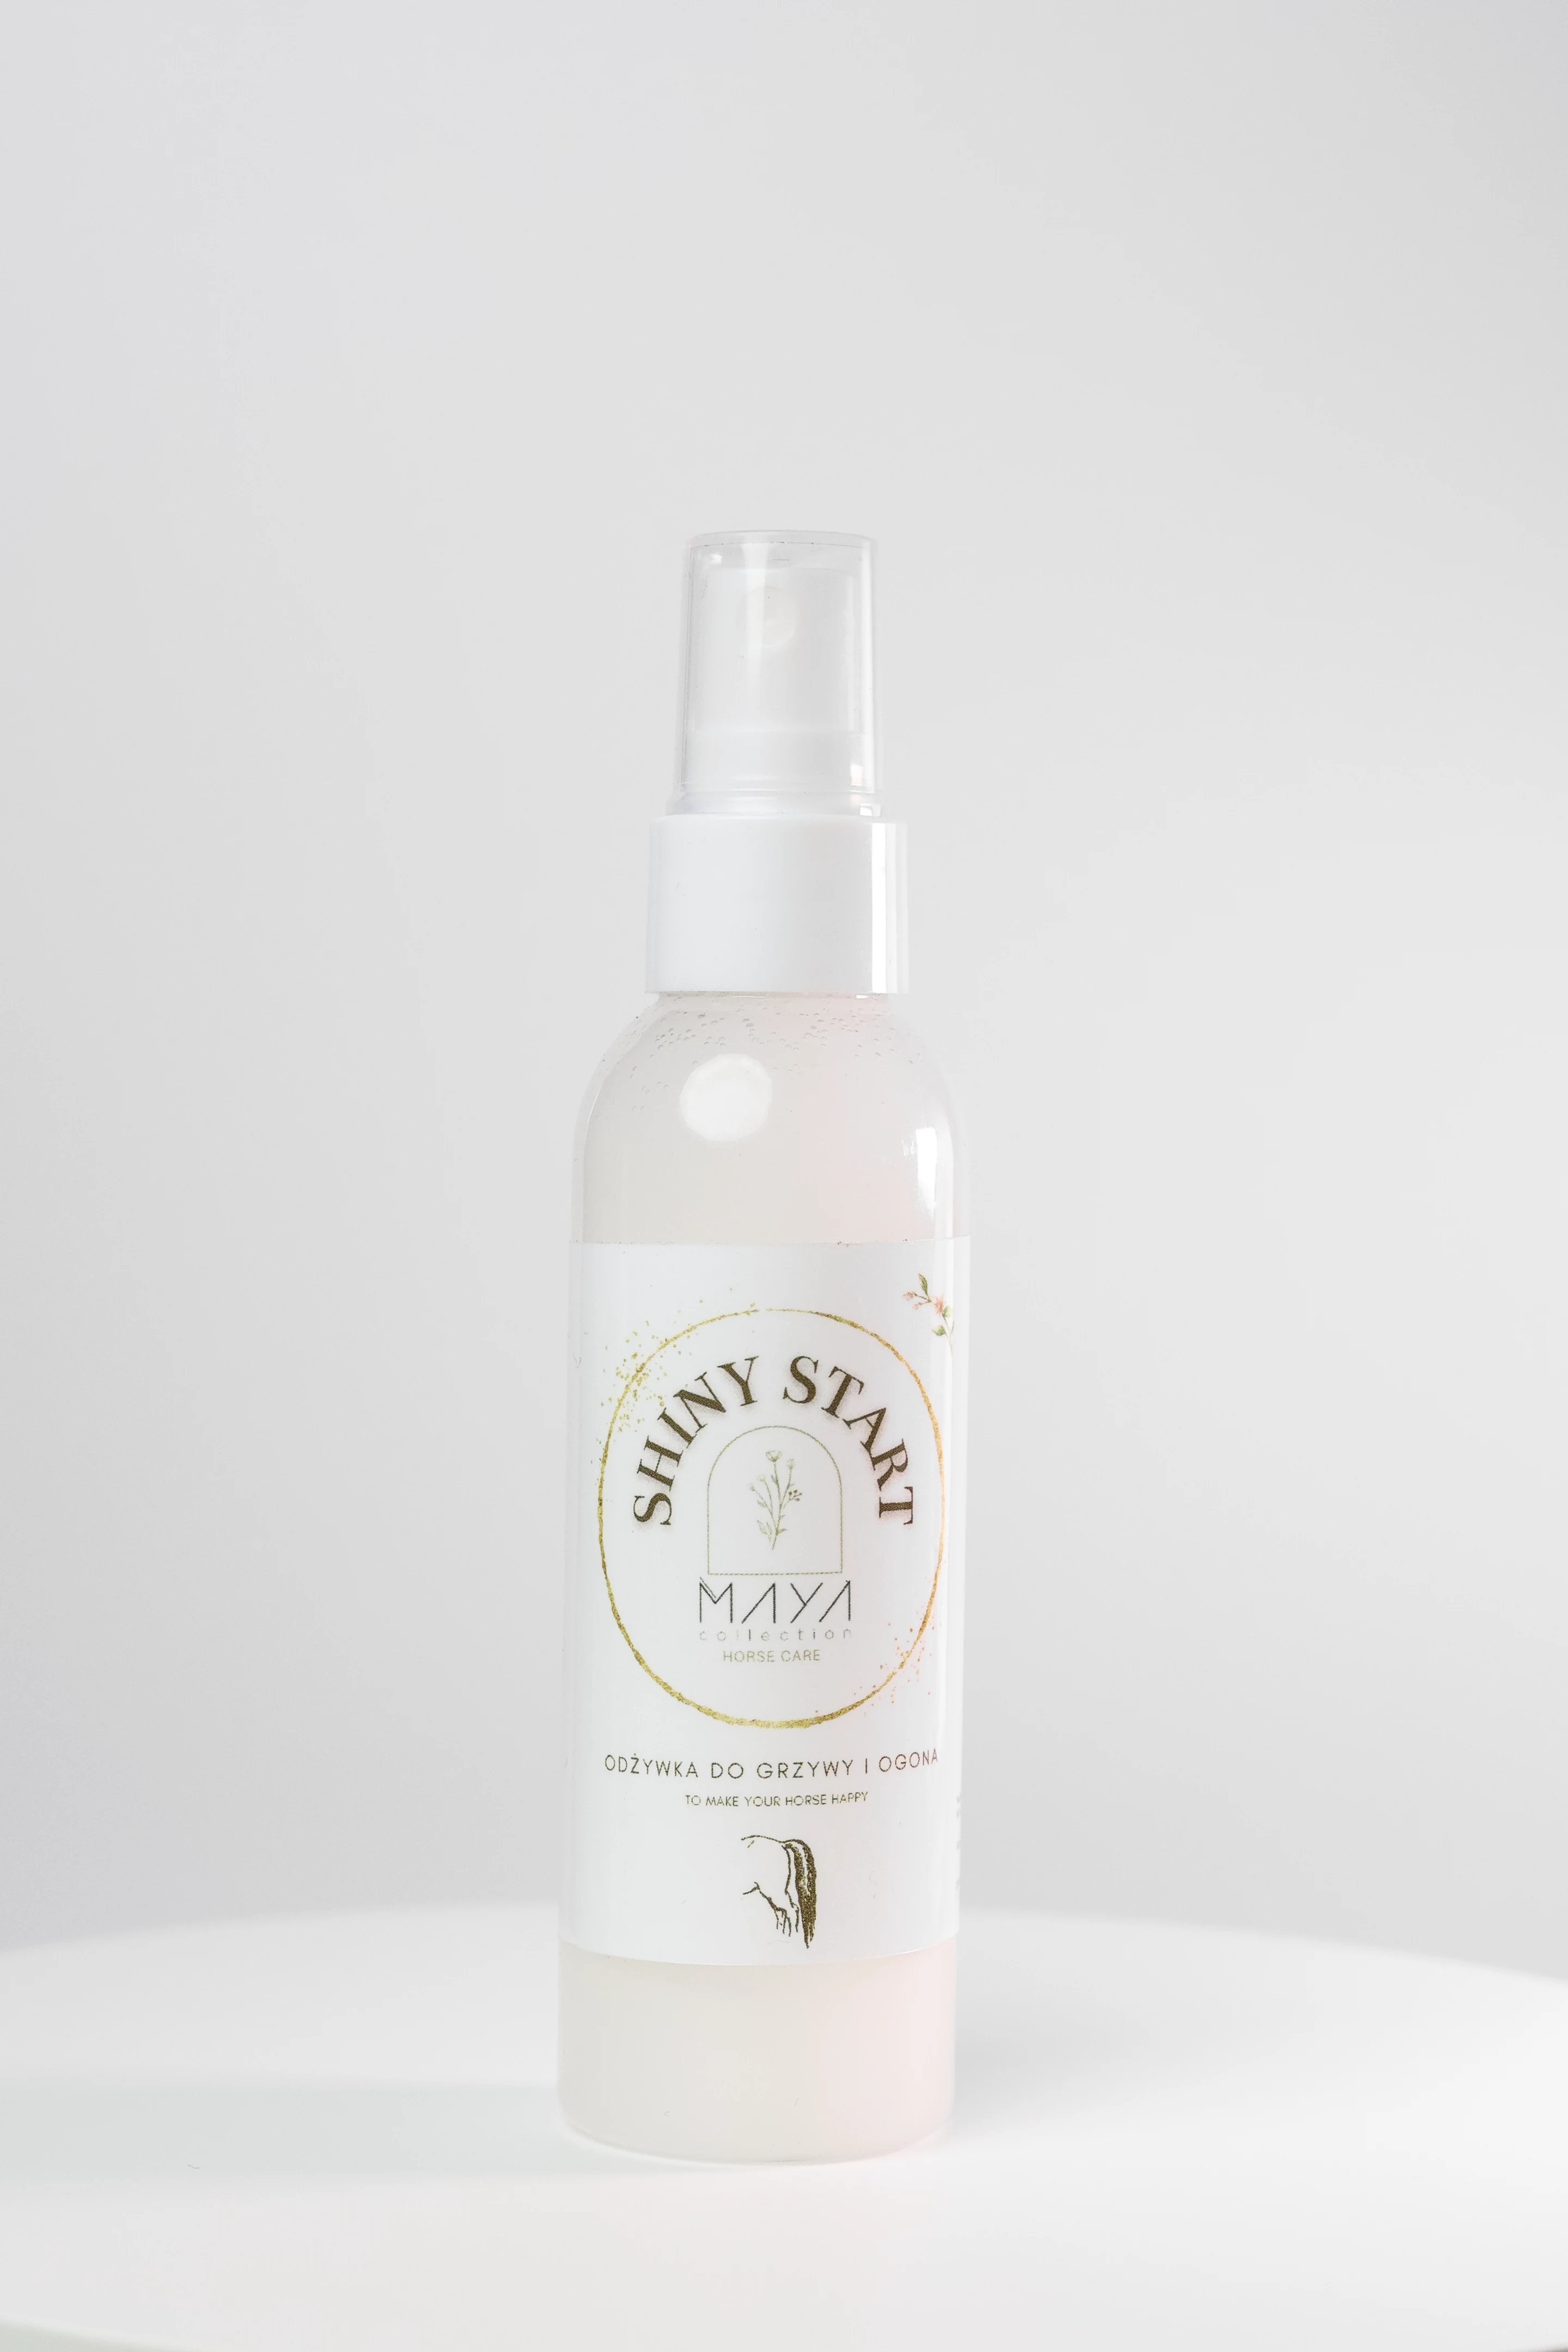 SHINY START
MAYA
collection
HORSE CARE
ODŻYWKA DO GRZYWY I OGONA
TO MAKE YOUR HORSE HAPPY